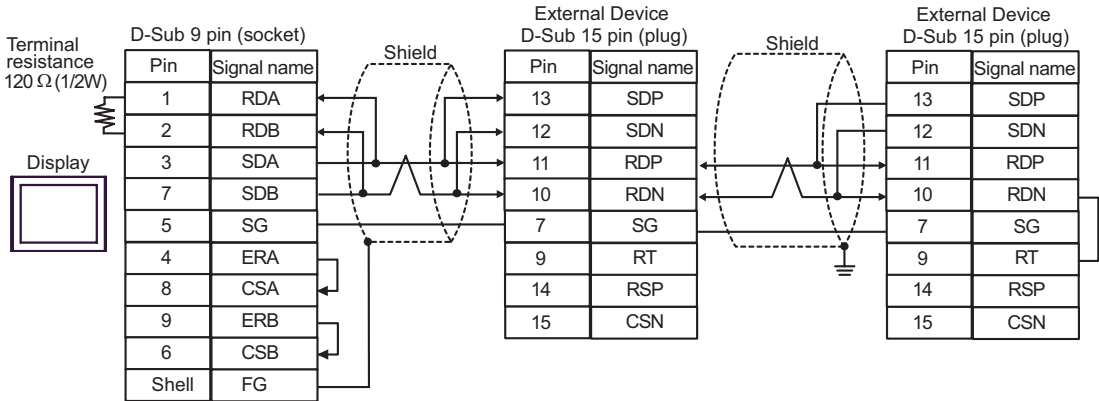 Terminal
resistance
120 Ω (1/2W)
Display
D-Sub 9 pin (socket)
Pin Signal name
1 RDA
2 RDB
3 SDA
7 SDB
5 SG
4 ERA
8 CSA
9 ERB
6 CSB
Shell FG
Shield
External Device
D-Sub 15 pin (plug)
Pin Signal name
13 SDP
12 SDN
11 RDP
10 RDN
7 SG
9 RT
14 RSP
15 CSN
Shield
External Device
D-Sub 15 pin (plug)
Pin Signal name
13 SDP
12 SDN
11 RDP
10 RDN
7 SG
9 RT
14 RSP
15 CSN